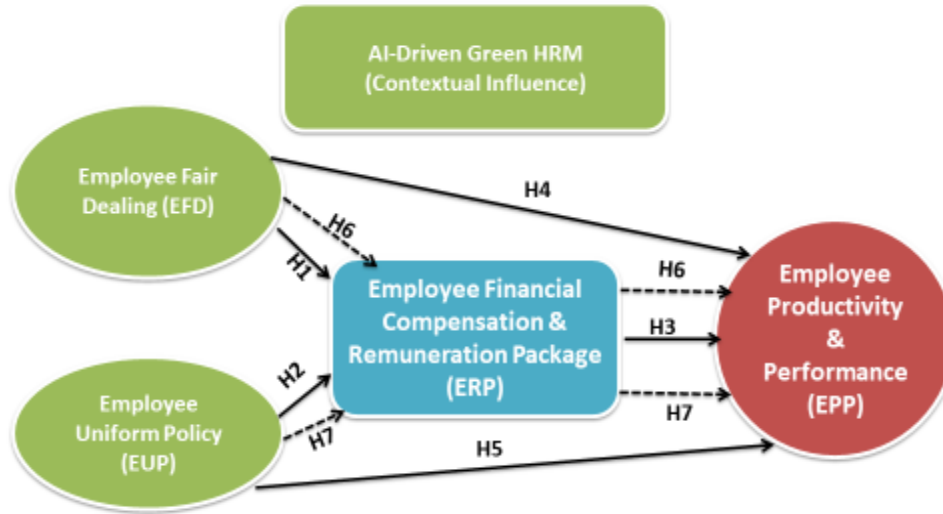 AI-Driven Green HRM
(Contextual Influence)
Employee Fair
Dealing (EFD)
H4
H6
H1
Employee Financial
Compensation &
Remuneration Package
(ERP)
H6
H3
H7
Employee
Productivity
&
Performance
(EPP)
Employee
Uniform Policy
(EUP)
H2
H7
H5